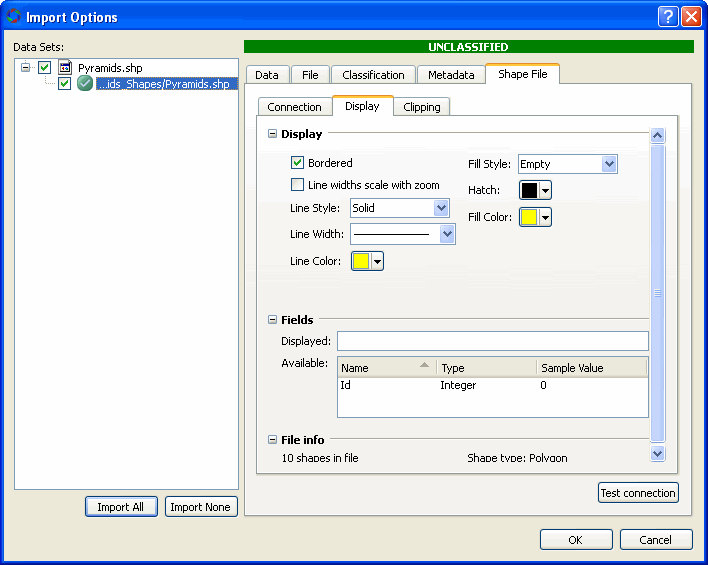 Import Options
Data Sets:
Pyramids.shp
...ids_Shapes/Pyramids.shp
Import All
Import None
UNCLASSIFIED
Data
File
Classification
Metadata
Shape File
Connection
Display
Clipping
Display
Bordered
Line widths scale with zoom
Line Style: Solid
Line Width:
Line Color:
Fill Style: Empty
Hatch:
Fill Color:
Fields
Displayed:
Available:
Name Type Sample Value
Id Integer 0
File info
10 shapes in file Shape type: Polygon
Test connection
OK
Cancel